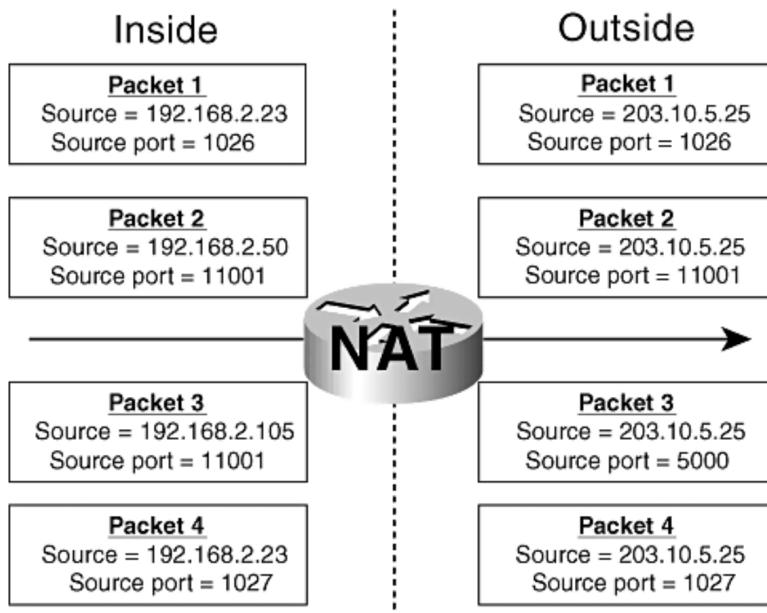 Inside
Outside
Packet 1
Source = 192.168.2.23
Source port = 1026
Packet 1
Source = 203.10.5.25
Source port = 1026
Packet 2
Source = 192.168.2.50
Source port = 11001
Packet 2
Source = 203.10.5.25
Source port = 11001
NAT
Packet 3
Source = 192.168.2.105
Source port = 11001
Packet 3
Source = 203.10.5.25
Source port = 5000
Packet 4
Source = 192.168.2.23
Source port = 1027
Packet 4
Source = 203.10.5.25
Source port = 1027